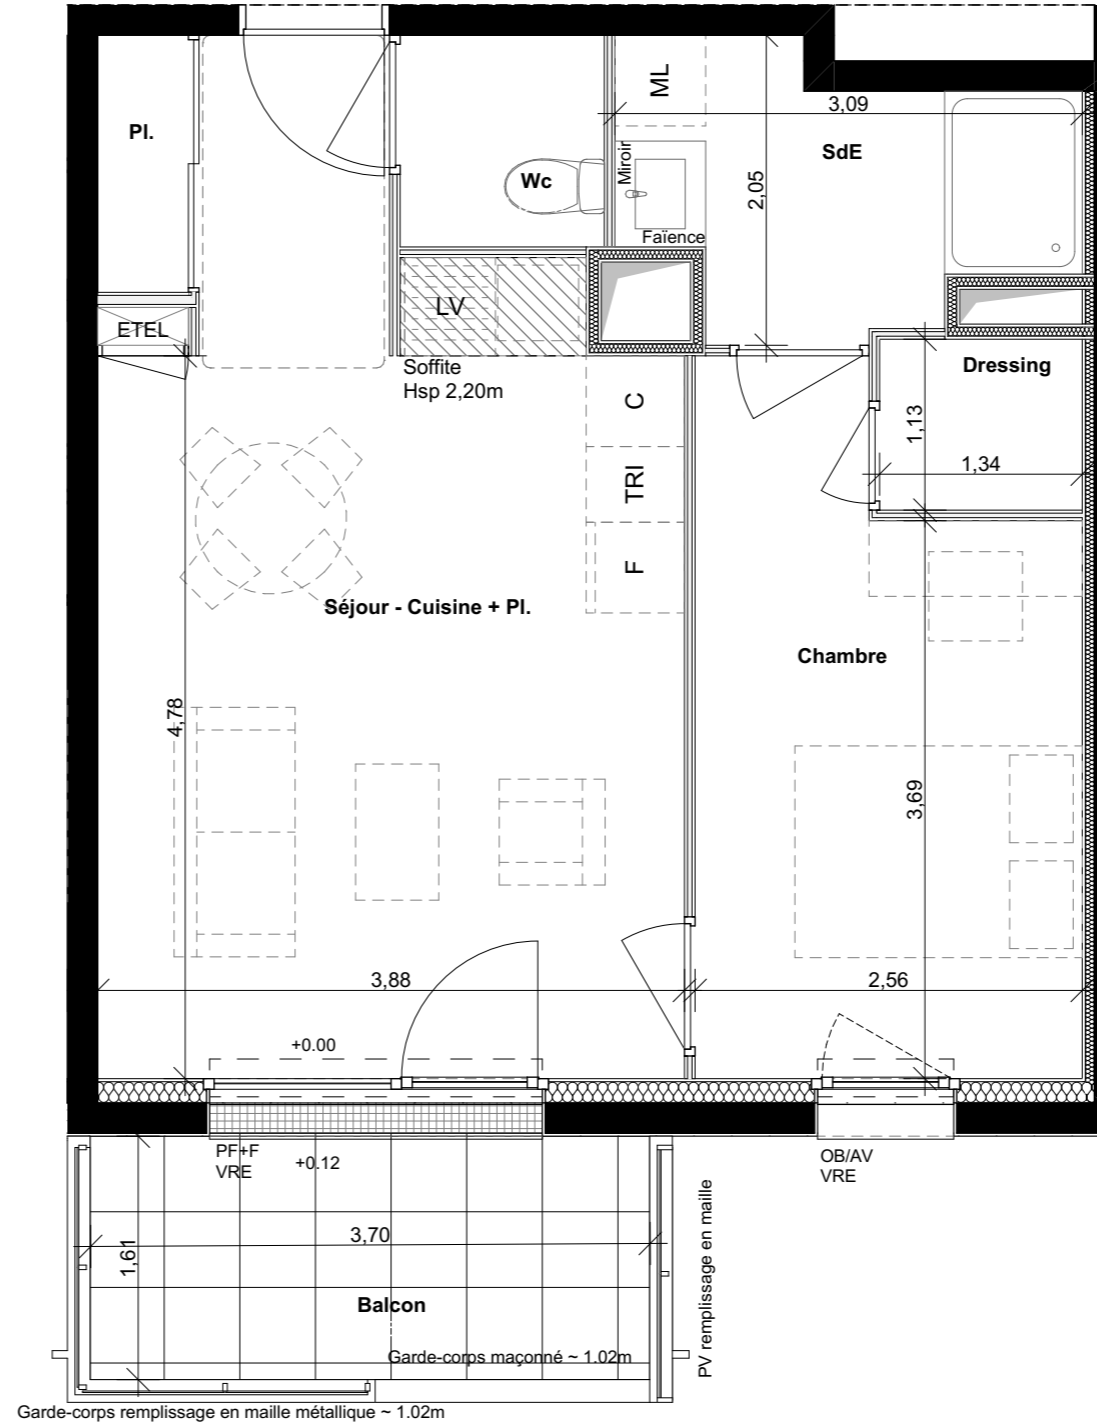 Pl.
ML
3,09
SdE
Miroir
Wc
2,05
Faïence
LV
ETEL
Soffite
Hsp 2,20m
Dressing
C
1,13
1,34
TRI
F
Séjour - Cuisine + Pl.
Chambre
4,78
3,69
3,88
2,56
+0.00
PF+F
VRE
+0.12
OB/AV
VRE
3,70
1,61
PV remplissage en maille
Balcon
Garde-corps maçonné ~ 1.02m
Garde-corps remplissage en maille métallique ~ 1.02m